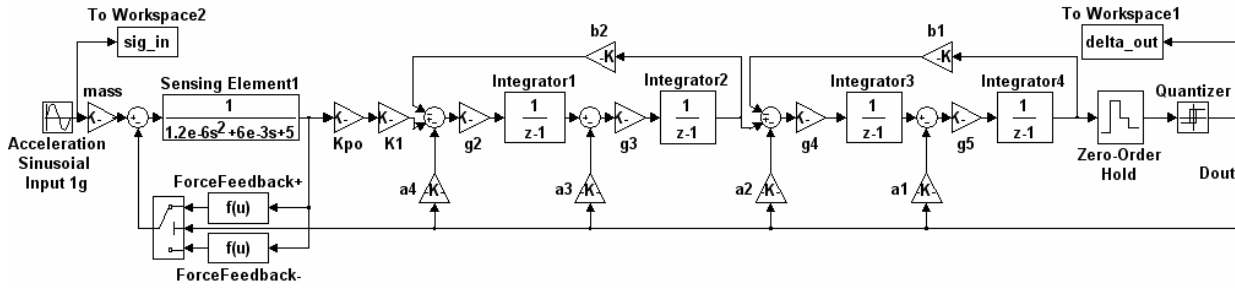 To Workspace2
sig_in
Acceleration
Sinusoial
Input 1g
mass
K-
Sensing Element1
1
1.2e-6s2+6e-3s+5
ForceFeedback+
f(u)
f(u)
ForceFeedback-
K-
Kpo
K-
K1
b2
-K
K-
g2
Integrator1
1
z-1
K-
g3
Integrator2
1
z-1
-K-
a4
-K-
a3
b1
-K
K-
g4
Integrator3
1
z-1
K-
g5
Integrator4
1
z-1
-K-
a2
-K-
a1
To Workspace1
delta_out
Zero-Order
Hold
Quantizer
Dout